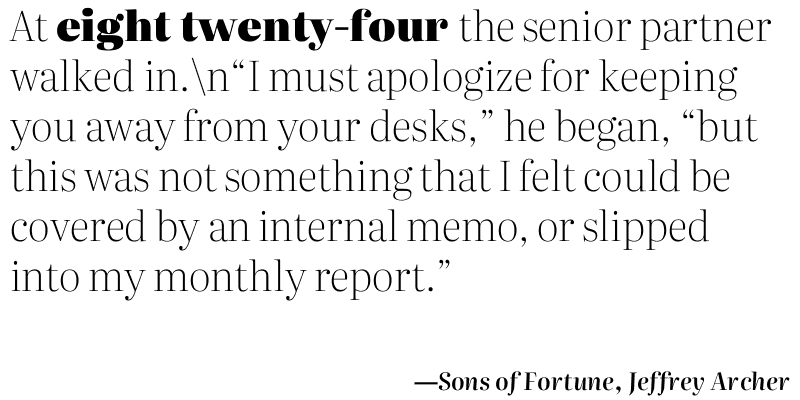 At eight twenty-four the senior partner
walked in.\n“I must apologize for keeping
you away from your desks,” he began, “but
this was not something that I felt could be
covered by an internal memo, or slipped
into my monthly report.”
—Sons of Fortune, Jeffrey Archer